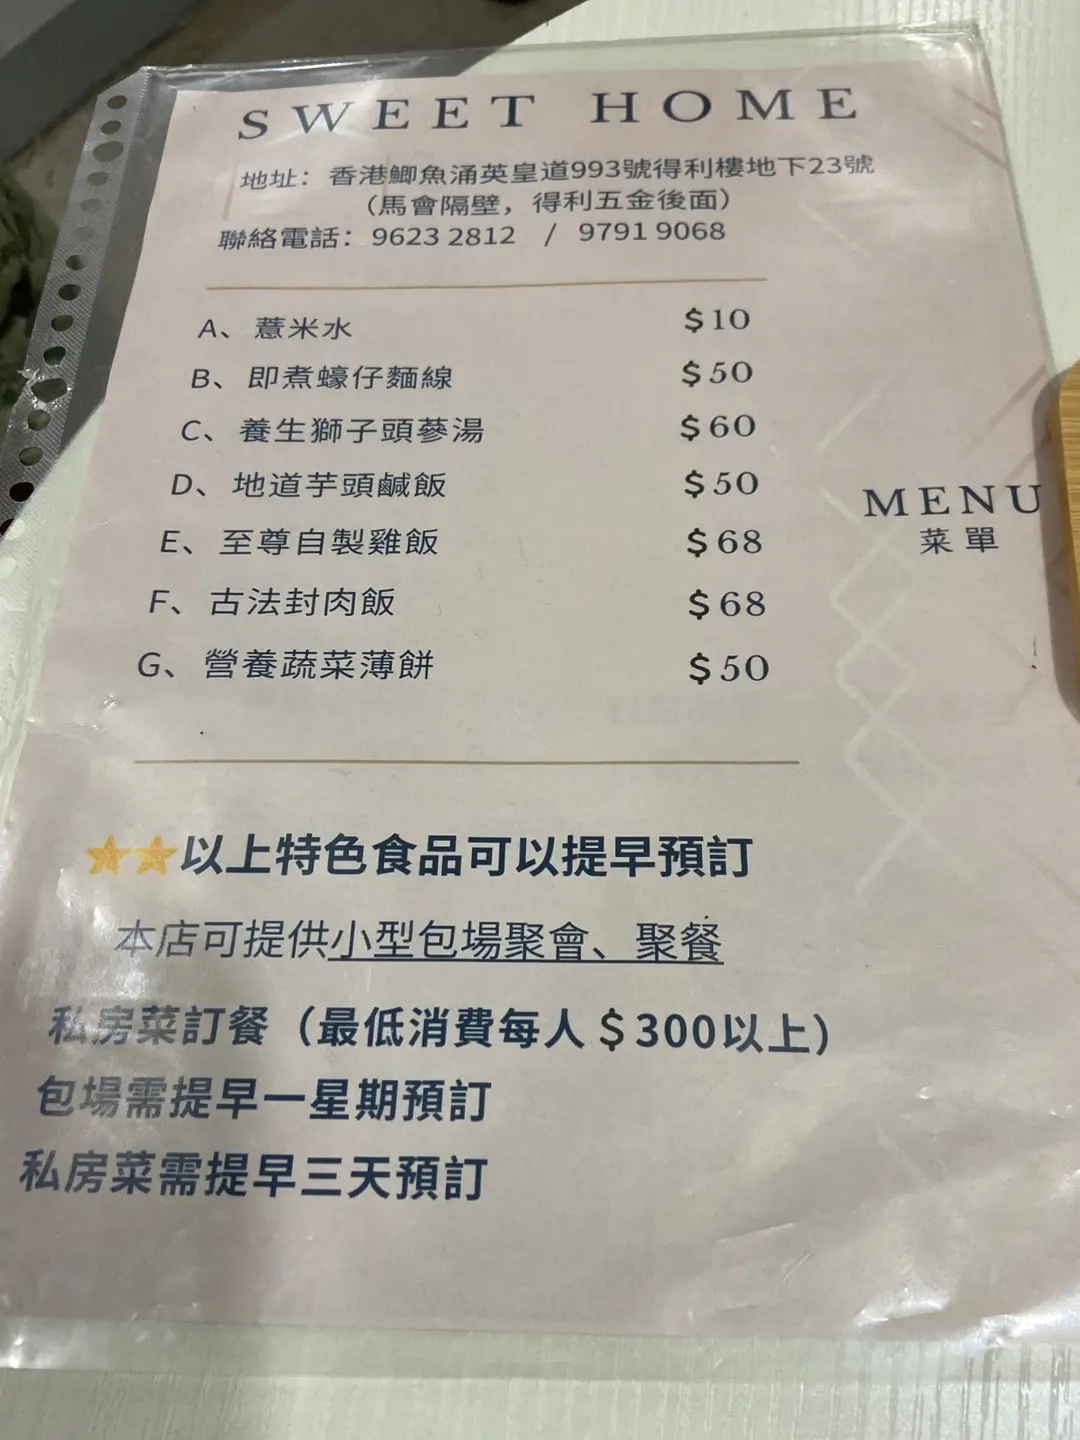 SWEET HOME
地址：香港鰂魚涌英皇道993號得利樓地下23號
（馬會隔壁，得利五金後面）
聯絡電話：9623 2812 / 9791 9068
A、薏米水 $10
B、即煮蠔仔麵線 $50
C、養生獅子頭蔘湯 $60
D、地道芋頭鹹飯 $50
E、至尊自製雞飯 $68
F、古法封肉飯 $68
G、營養蔬菜薄餅 $50
MENU
菜單
⭐⭐以上特色食品可以提早預訂
本店可提供小型包場聚會、聚餐
私房菜訂餐（最低消費每人$300以上）
包場需提早一星期預訂
私房菜需提早三天預訂